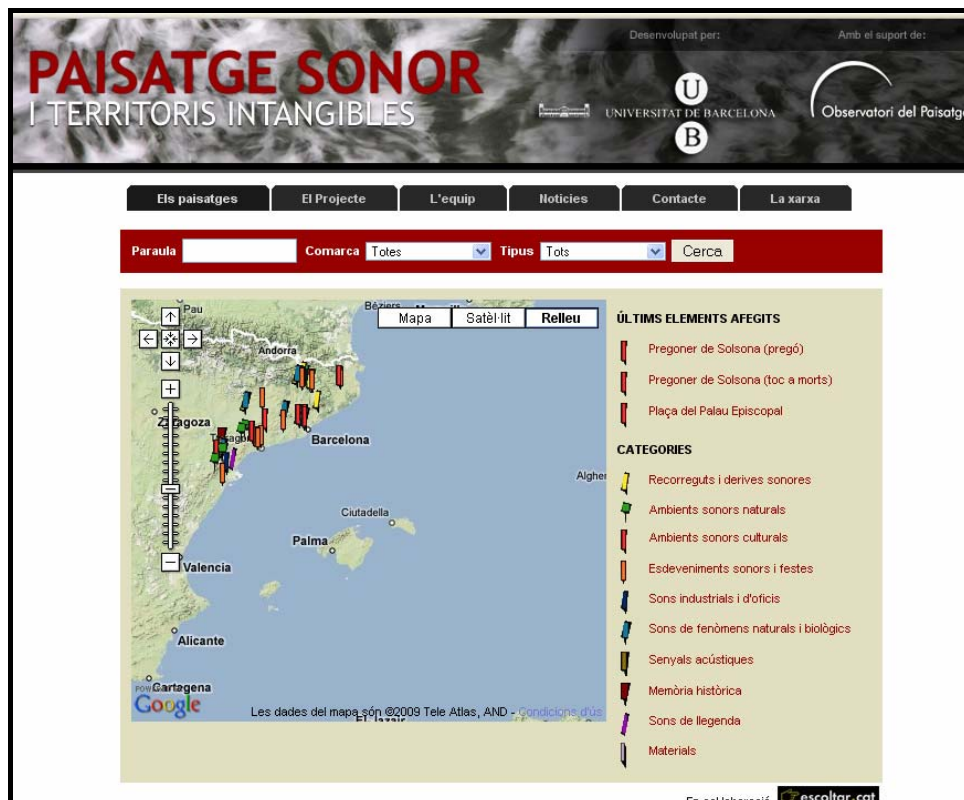 Desenvolupat per:
Amb el suport de:
PAISATGE SONOR
I TERRITORIS INTANGIBLES
U
UNIVERSITAT DE BARCELONA
B
Observatori del Paisatge
Els paisatges
El Projecte
L'equip
Noticies
Contacte
La xarxa
Paraula
Comarca
Totes
Tipus
Tots
Cerca
Pau
Béziers
Mapa
Satèl·lit
Relleu
Andorra
Zaragoza
Tarragona
Barcelona
Algher
Ciutadella
Palma
Valencia
Alicante
Cartagena
Google
Les dades del mapa són ©2009 Tele Atlas, AND - Condicions d'ús
ÚLTIMS ELEMENTS AFEGITS
Pregoner de Solsona (pregó)
Pregoner de Solsona (toc a morts)
Plaça del Palau Episcopal
CATEGORIES
Recorreguts i derives sonores
Ambients sonors naturals
Ambients sonors culturals
Esdeveniments sonors i festes
Sons industrials i d'oficis
Sons de fenòmens naturals i biològics
Senyals acústiques
Memòria històrica
Sons de llegenda
Materials
escoltar.cat